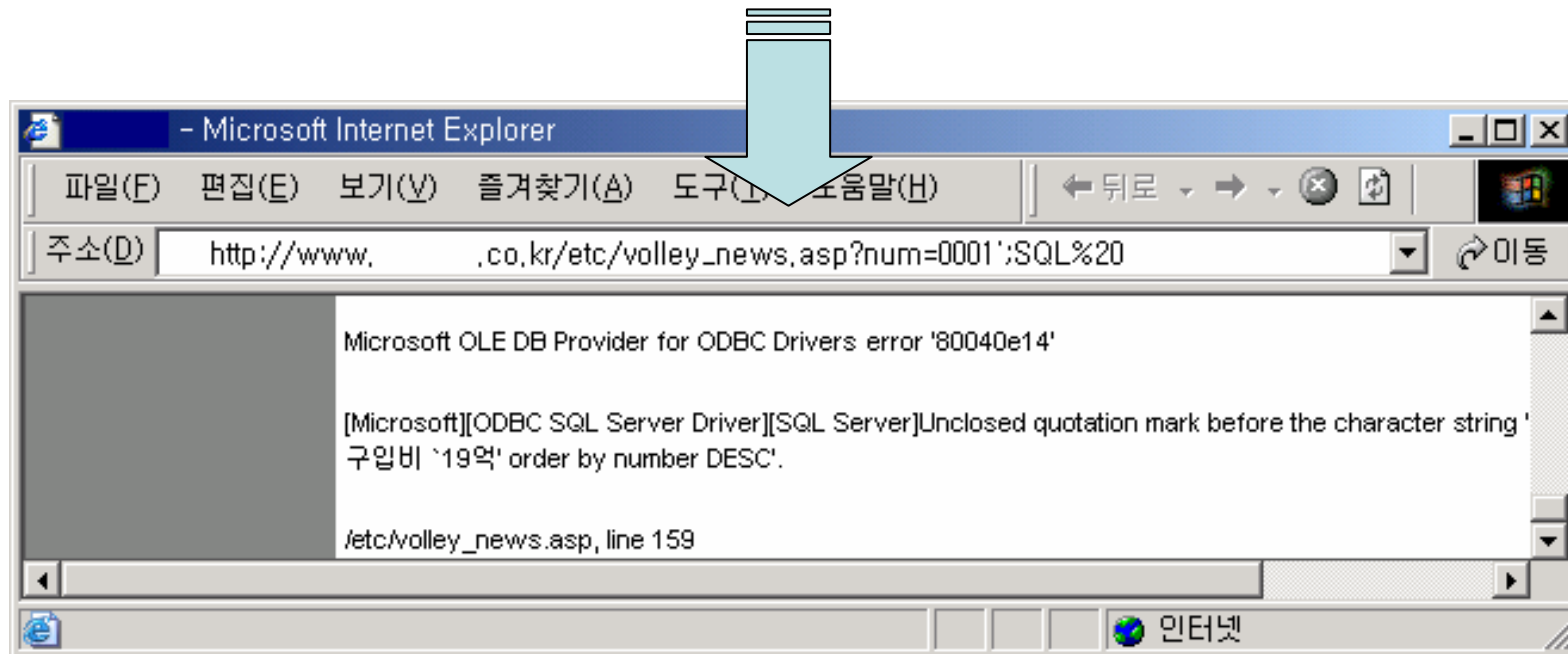 - Microsoft Internet Explorer
파일(F) 편집(E) 보기(V) 즐겨찾기(A) 도구(T) 도움말(H) 뒤로
주소(D) http://www. .co.kr/etc/volley_news.asp?num=0001';SQL%20 이동
Microsoft OLE DB Provider for ODBC Drivers error '80040e14'
[Microsoft][ODBC SQL Server Driver][SQL Server]Unclosed quotation mark before the character string '
구입비 `19억' order by number DESC'.
/etc/volley_news.asp, line 159
인터넷